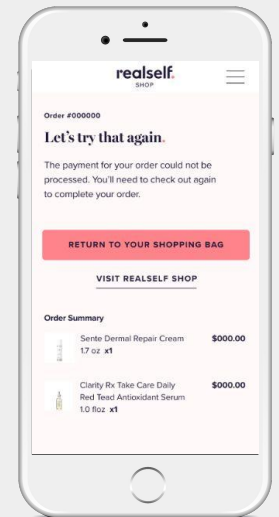 realself.
SHOP
Order #000000
Let's try that again.
The payment for your order could not be
processed. You'll need to check out again
to complete your order.
RETURN TO YOUR SHOPPING BAG
VISIT REALSELF SHOP
Order Summary
Sente Dermal Repair Cream $000.00
1.7 oz x1
Clarity Rx Take Care Daily $000.00
Red Tead Antioxidant Serum
1.0 floz x1